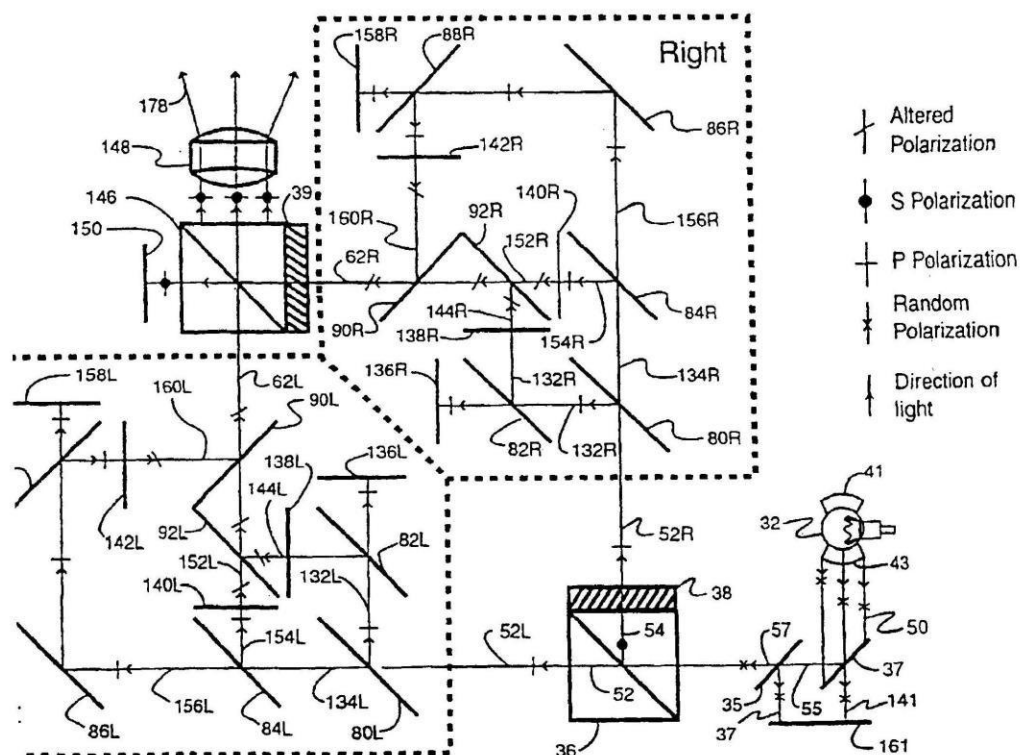 158R
88R
Right
178
86R
Altered
Polarization
148
142R
39
140R
146
92R
156R
S Polarization
150
160R
152R
62R
P Polarization
144R
84R
Random
Polarization
90R
138R
154R
158L
62L
136R
132R
134R
160L
90L
Direction of
light
82R
132R
80R
138L
136L
41
144L
32
142L
92L
52R
43
82L
152L
38
140L
132L
54
57
50
154L
52L
37
52
35
55
141
86L
156L
84L
134L
80L
36
37
161